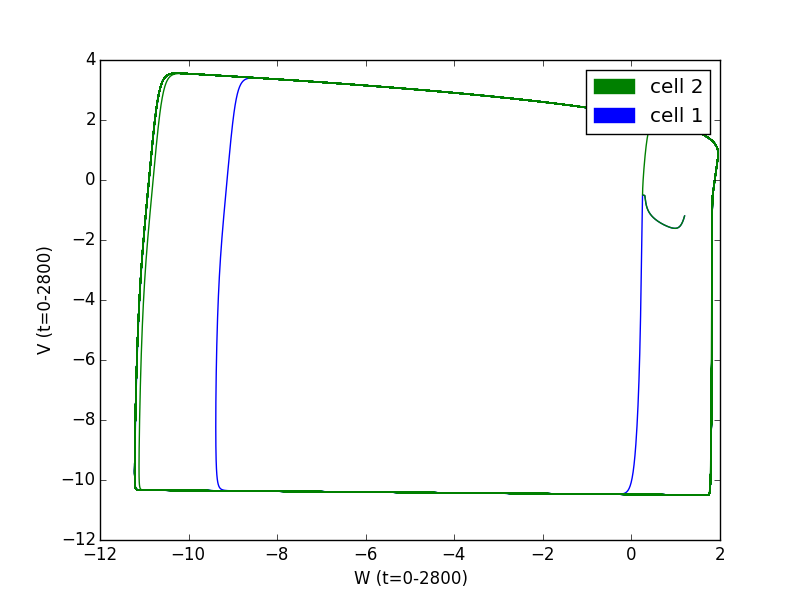 4
2
0
−2
−4
−6
−8
−10
−12
V (t=0-2800)
cell 2
cell 1
−12 −10 −8 −6 −4 −2 0 2
W (t=0-2800)